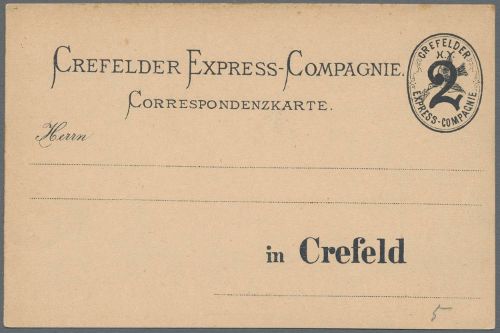 CREFELDER EXPRESS-COMPAGNIE.
CREFELDER
2
EXPRESS-COMPAGNIE
CORRESPONDENZKARTE.
Herrn
in Crefeld
5